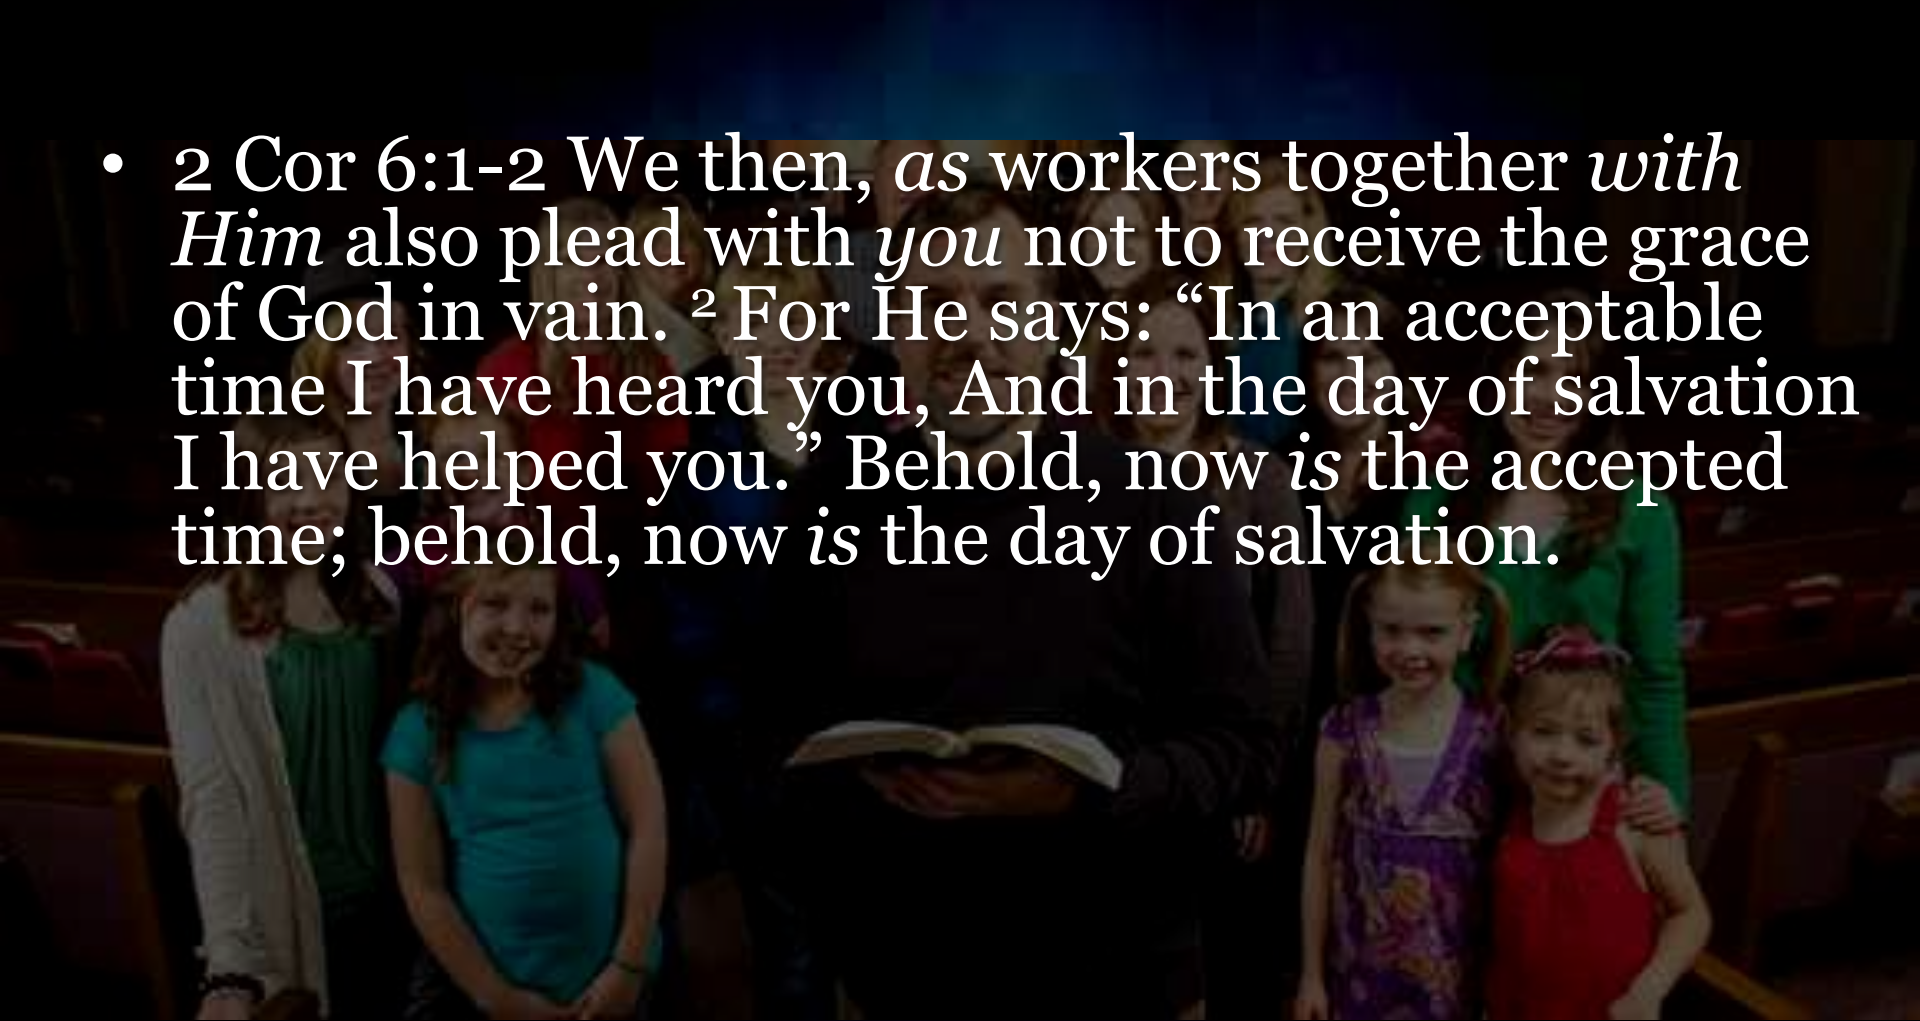 • 2 Cor 6:1-2 We then, as workers together with
Him also plead with you not to receive the grace
of God in vain. ² For He says: “In an acceptable
time I have heard you, And in the day of salvation
I have helped you.” Behold, now is the accepted
time; behold, now is the day of salvation.